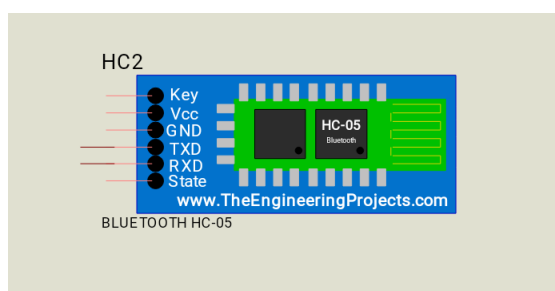 HC2
Key
Vcc
GND
TXD
RXD
State
HC-05
Bluetooth
www.TheEngineeringProjects.com
BLUETOOTH HC-05